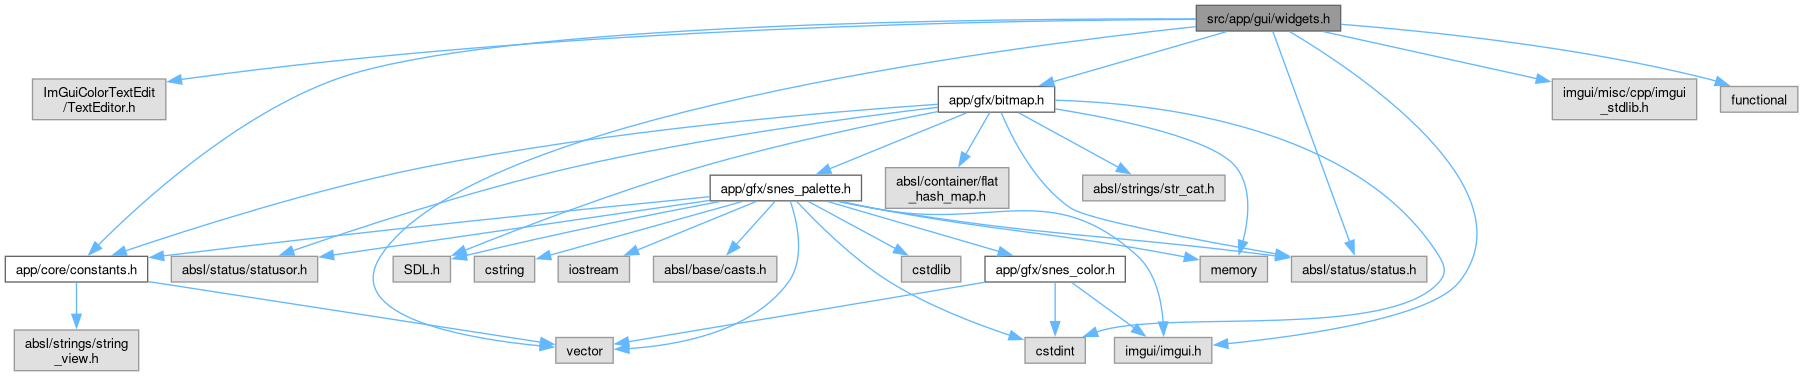 src/app/gui/widgets.h
ImGuiColorTextEdit
/TextEditor.h
app/gfx/bitmap.h
imgui/misc/cpp/imgui
_stdlib.h
functional
app/gfx/snes_palette.h
absl/container/flat
_hash_map.h
absl/strings/str_cat.h
app/core/constants.h
absl/status/statusor.h
SDL.h
cstring
iostream
absl/base/casts.h
cstdlib
app/gfx/snes_color.h
memory
absl/status/status.h
absl/strings/string
_view.h
vector
cstdint
imgui/imgui.h